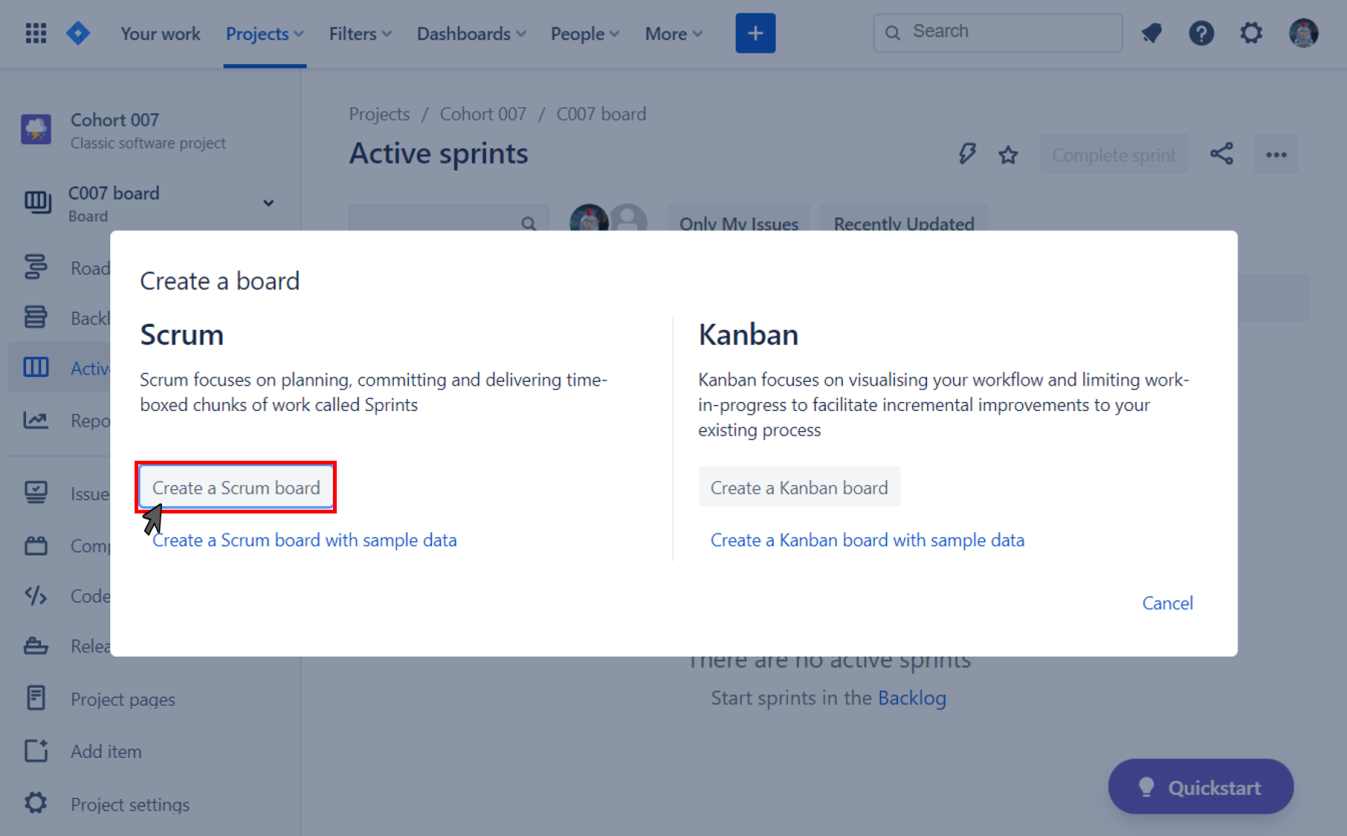 Your work Projects Filters Dashboards People More + Search
Cohort 007
Classic software project
C007 board
Board
Road
Backl
Activ
Repo
Issue
Comp
Code
Relea
Project pages
Add item
Project settings
Projects / Cohort 007 / C007 board
Active sprints
Complete sprint
Only My Issues Recently Updated
Create a board
Scrum
Scrum focuses on planning, committing and delivering time-
boxed chunks of work called Sprints
Create a Scrum board
Create a Scrum board with sample data
Kanban
Kanban focuses on visualising your workflow and limiting work-
in-progress to facilitate incremental improvements to your
existing process
Create a Kanban board
Create a Kanban board with sample data
Cancel
There are no active sprints
Start sprints in the Backlog
Quickstart